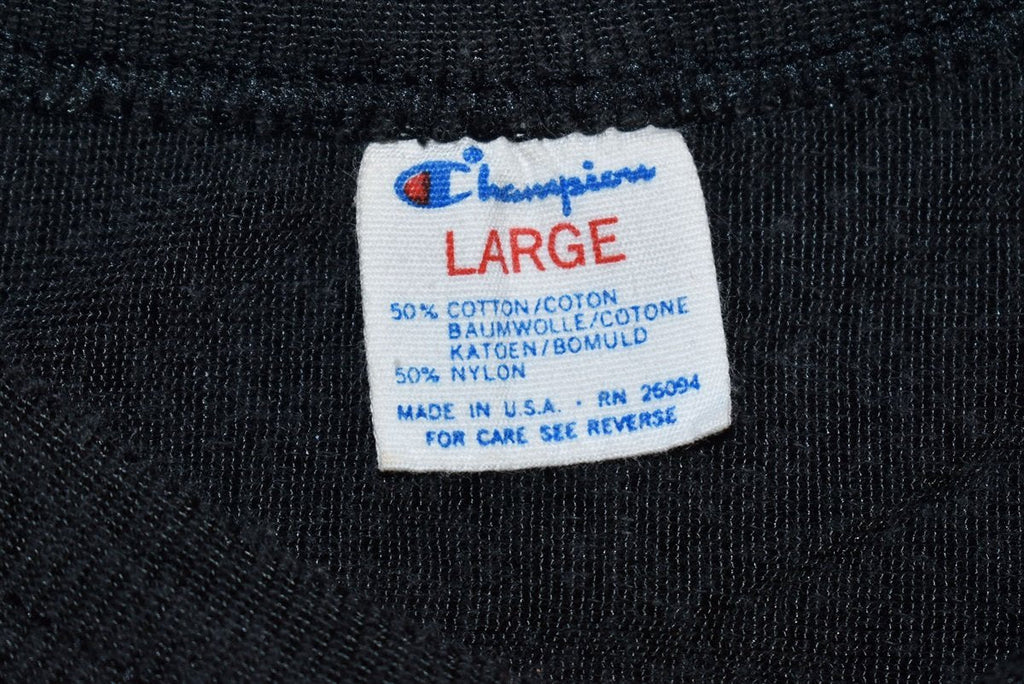 Champion
LARGE
50% COTTON/COTON
BAUMWOLLE/COTONE
KATOEN/BOMULD
50% NYLON
MADE IN U.S.A. · RN 26094
FOR CARE SEE REVERSE